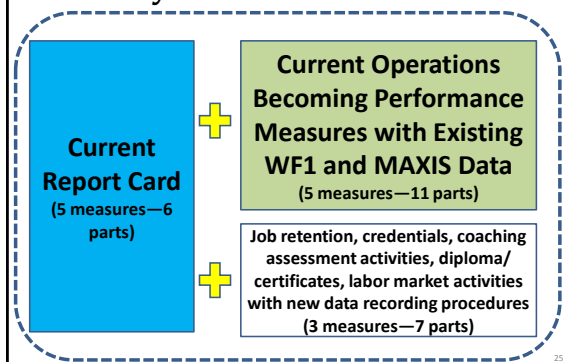 Current
Report Card
(5 measures—6
parts)
Current Operations
Becoming Performance
Measures with Existing
WF1 and MAXIS Data
(5 measures—11 parts)
Job retention, credentials, coaching
assessment activities, diploma/
certificates, labor market activities
with new data recording procedures
(3 measures—7 parts)
25